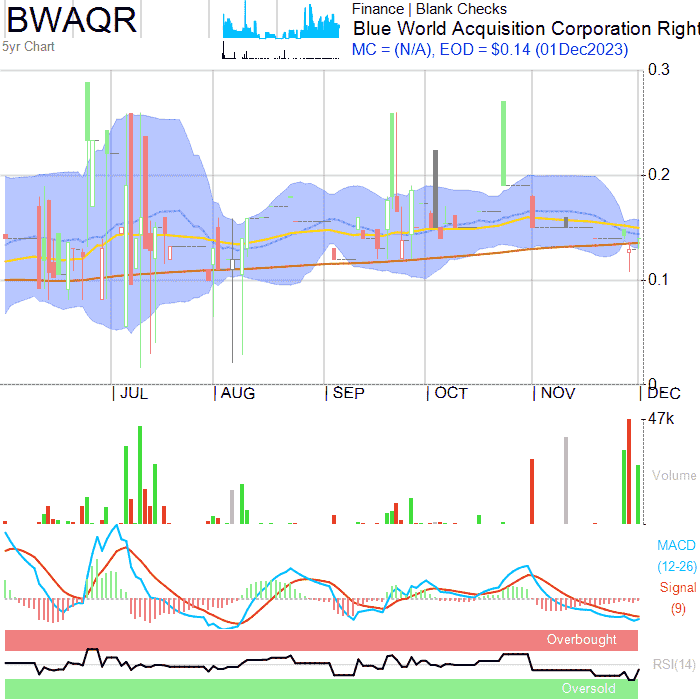 BWAQR
5yr Chart
Finance | Blank Checks
Blue World Acquisition Corporation Right
MC = (N/A), EOD = $0.14 (01Dec2023)
0.3
0.2
0.1
0
JUL
AUG
SEP
OCT
NOV
DEC
47k
Volume
MACD
(12-26)
Signal
(9)
Overbought
RSI(14)
Oversold